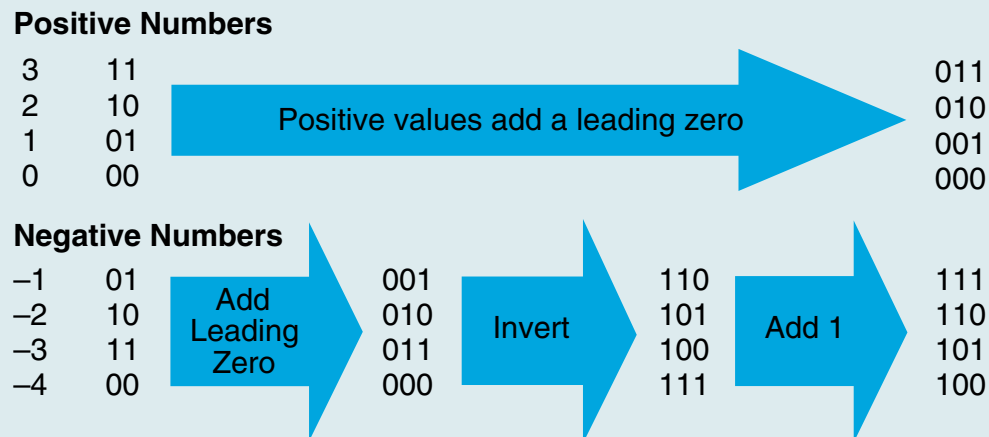 Positive Numbers
3 11 011
2 10 Positive values add a leading zero 010
1 01 001
0 00 000
Negative Numbers
–1 01 001 110 111
–2 10 Add 010 101 110
–3 11 Leading 011 Invert 100 Add 1 101
–4 00 Zero 000 111 100